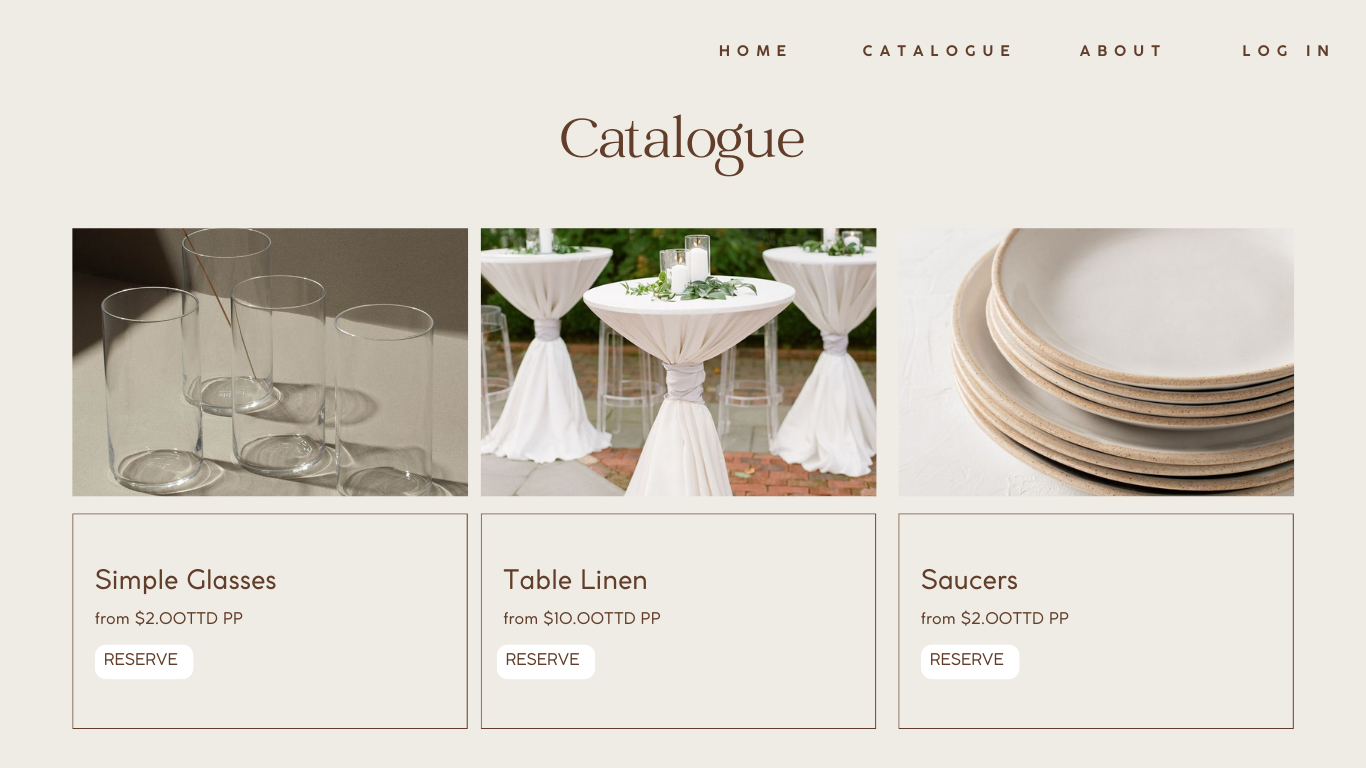 HOME CATALOGUE ABOUT LOG IN
Catalogue
Simple Glasses
from $2.00TTD PP
RESERVE
Table Linen
from $10.00TTD PP
RESERVE
Saucers
from $2.00TTD PP
RESERVE